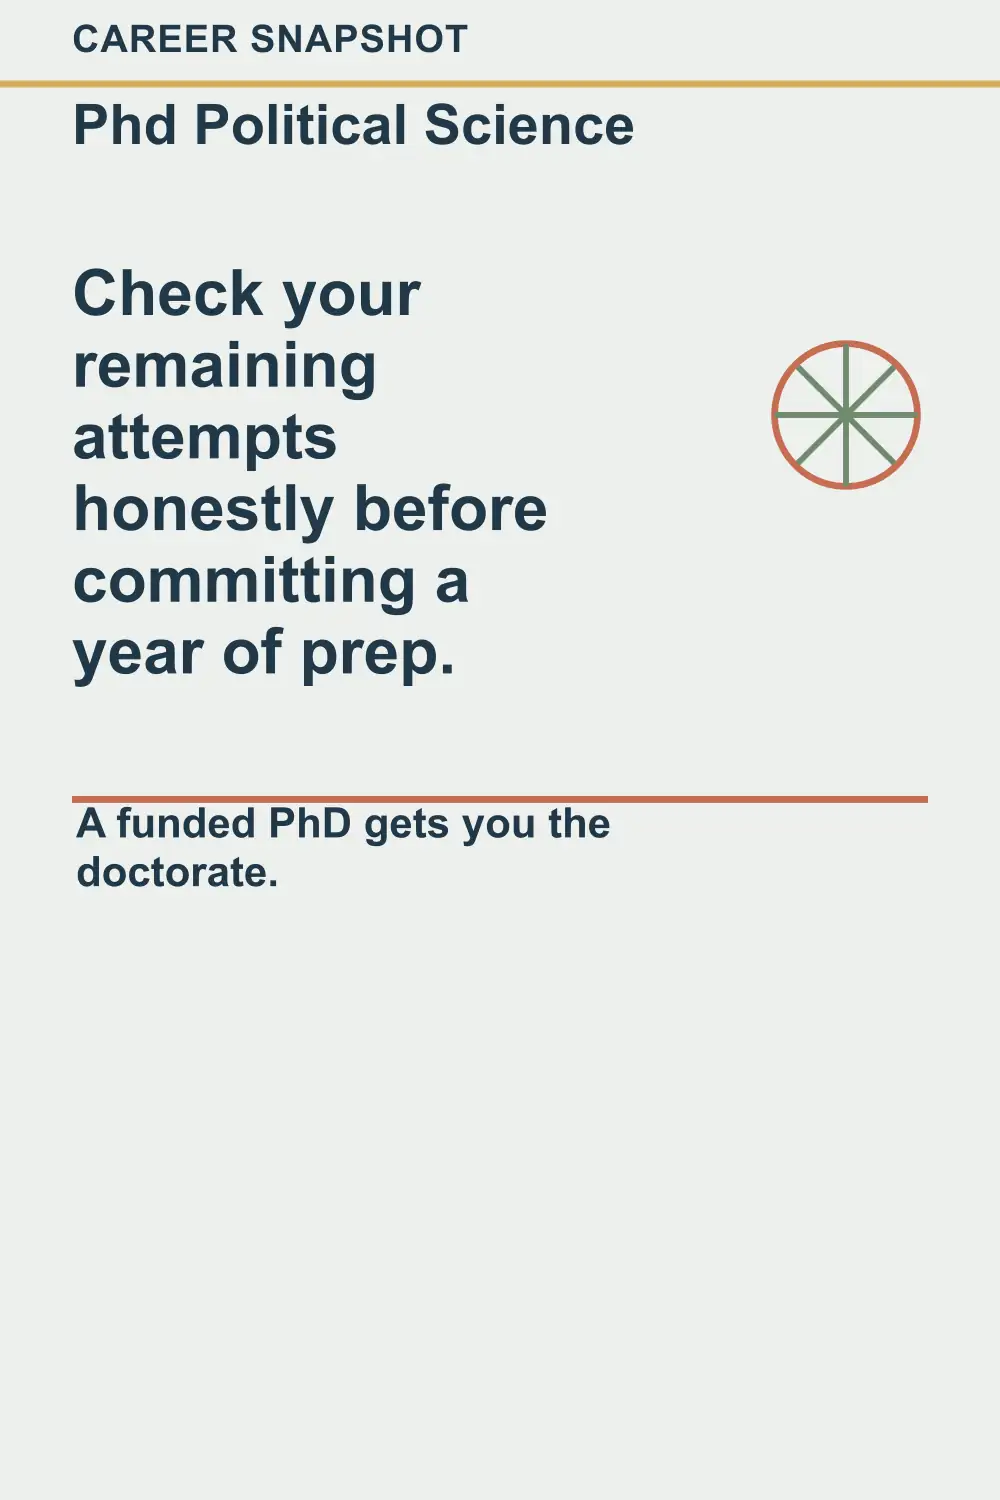 CAREER SNAPSHOT
Phd Political Science
Check your
remaining
attempts
honestly before
committing a
year of prep.
A funded PhD gets you the
doctorate.